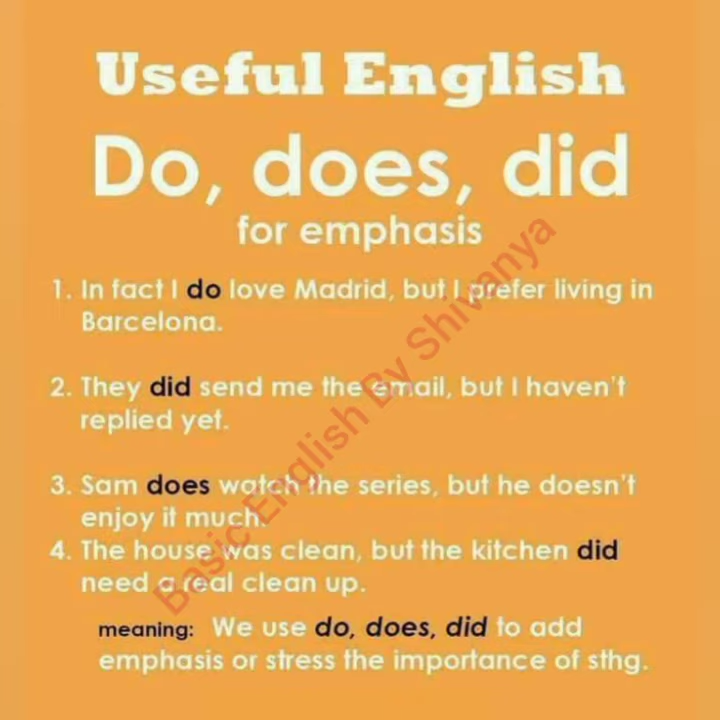 Useful English
Do, does, did
for emphasis
1. In fact I do love Madrid, but I prefer living in
Barcelona.
2. They did send me the email, but I haven't
replied yet.
3. Sam does watch the series, but he doesn't
enjoy it much.
4. The house was clean, but the kitchen did
need a real clean up.
meaning: We use do, does, did to add
emphasis or stress the importance of sthg.
Basic English By Shivanya